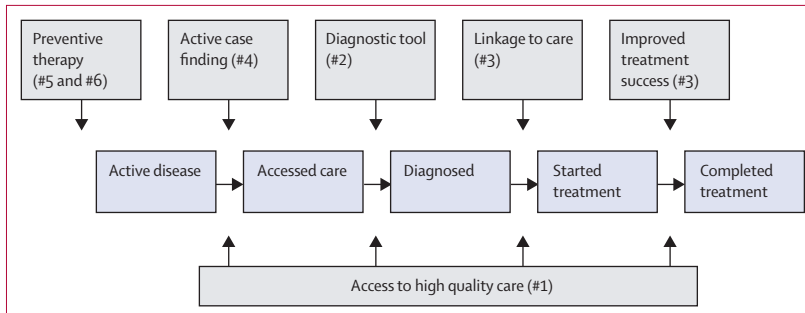 Preventive
therapy
(#5 and #6)
Active case
finding (#4)
Diagnostic tool
(#2)
Linkage to care
(#3)
Improved
treatment
success (#3)
Active disease
Accessed care
Diagnosed
Started
treatment
Completed
treatment
Access to high quality care (#1)